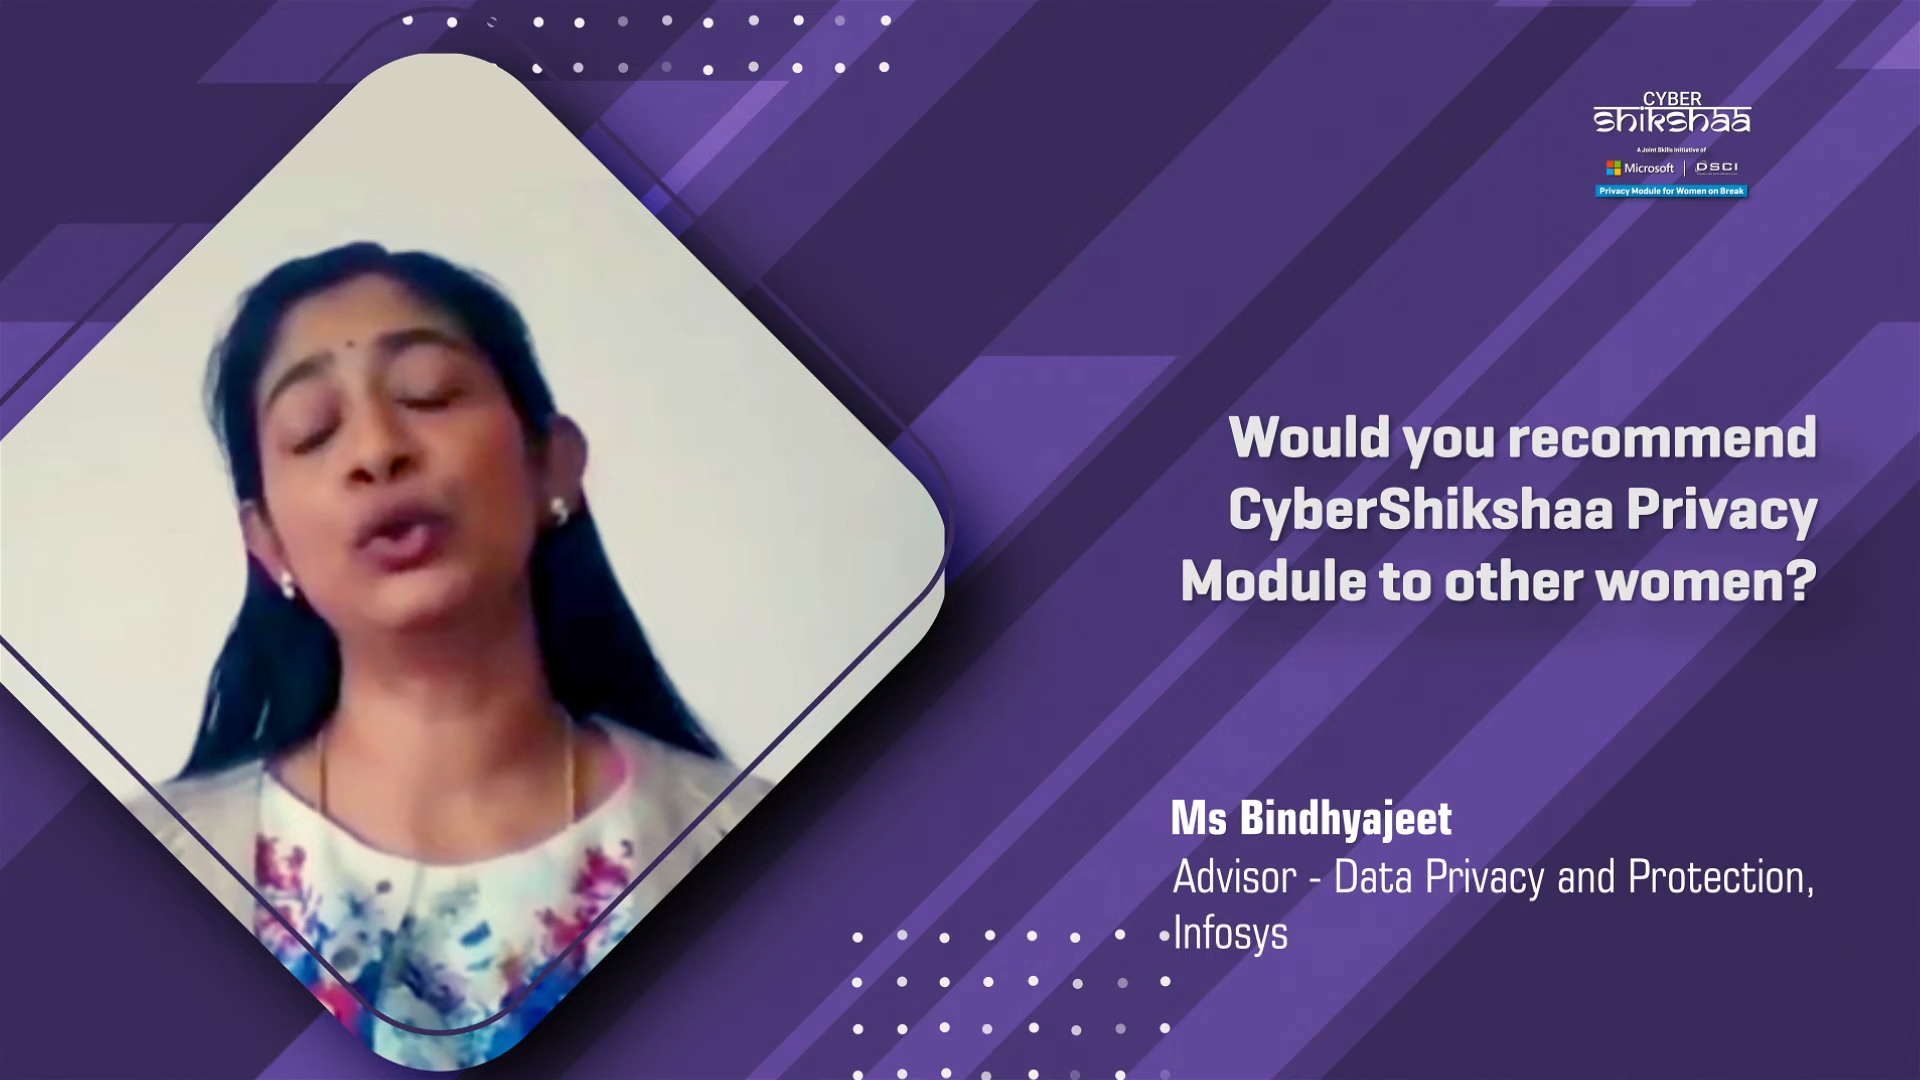 CYBER
shikshaa
A Joint Skills Initiative of
Microsoft | DSCI
Privacy Module for Women on Break
Would you recommend
CyberShikshaa Privacy
Module to other women?
Ms Bindhyajeet
Advisor - Data Privacy and Protection,
Infosys